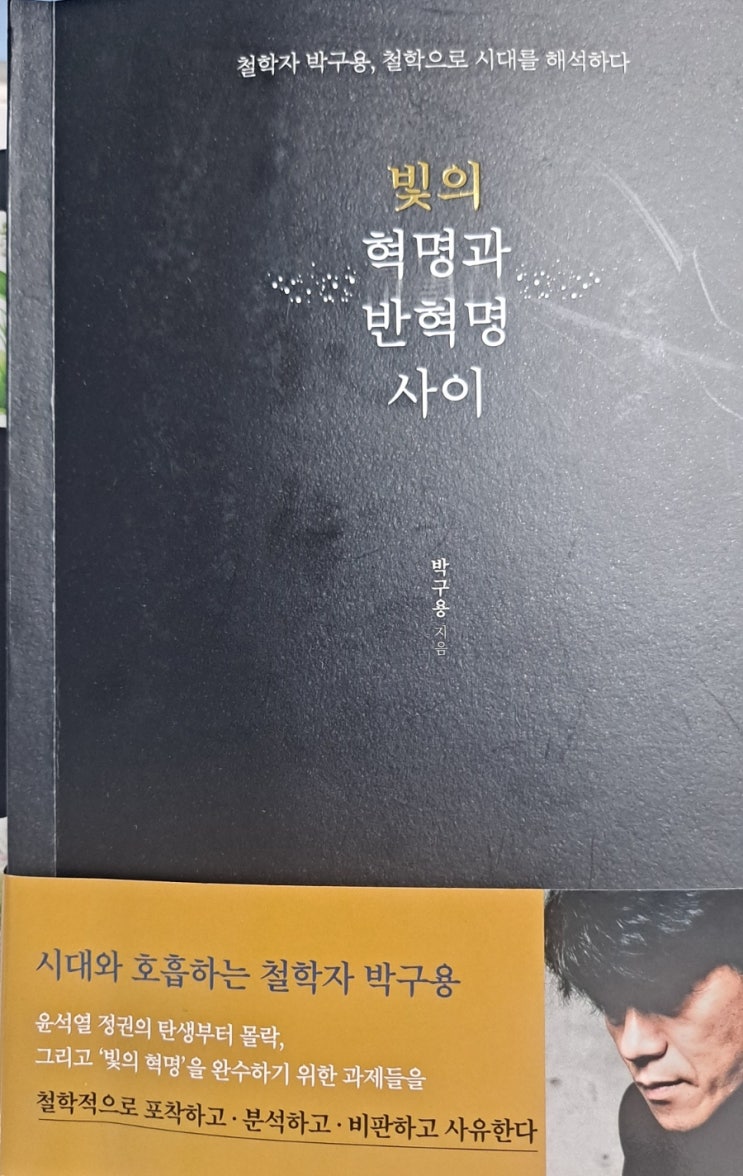 철학자 박구용, 철학으로 시대를 해석하다
빛의
혁명과
반혁명
사이
박구용 지음
시대와 호흡하는 철학자 박구용
윤석열 정권의 탄생부터 몰락,
그리고 ‘빛의 혁명’을 완수하기 위한 과제들을
철학적으로 포착하고·분석하고·비판하고 사유한다